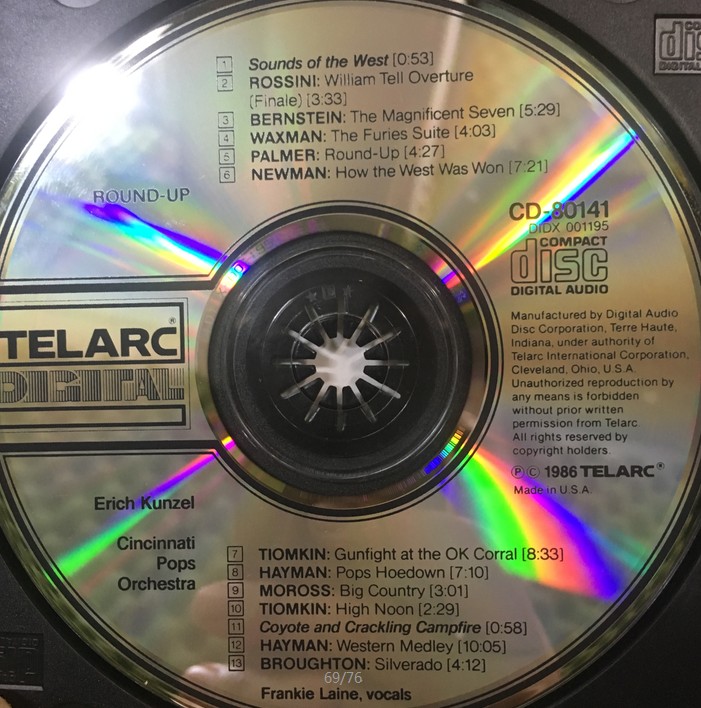 1 Sounds of the West [0:53]
2 ROSSINI: William Tell Overture
(Finale) [3:33]
3 BERNSTEIN: The Magnificent Seven [5:29]
4 WAXMAN: The Furies Suite [4:03]
5 PALMER: Round-Up [4:27]
6 NEWMAN: How the West Was Won [7:21]
ROUND-UP
CD-80141
DIDX 001195
COMPACT
disc
DIGITAL AUDIO
TELARC®
DIGITAL
Manufactured by Digital Audio
Disc Corporation, Terre Haute,
Indiana, under authority of
Telarc International Corporation,
Cleveland, Ohio, U.S.A.
Unauthorized reproduction by
any means is forbidden
without prior written
permission from Telarc.
All rights reserved by
copyright holders.
℗ © 1986 TELARC®
Made in U.S.A.
Erich Kunzel
Cincinnati
Pops
Orchestra
7 TIOMKIN: Gunfight at the OK Corral [8:33]
8 HAYMAN: Pops Hoedown [7:10]
9 MOROSS: Big Country [3:01]
10 TIOMKIN: High Noon [2:29]
11 Coyote and Crackling Campfire [0:58]
12 HAYMAN: Western Medley [10:05]
13 BROUGHTON: Silverado [4:12]
69/76
Frankie Laine, vocals